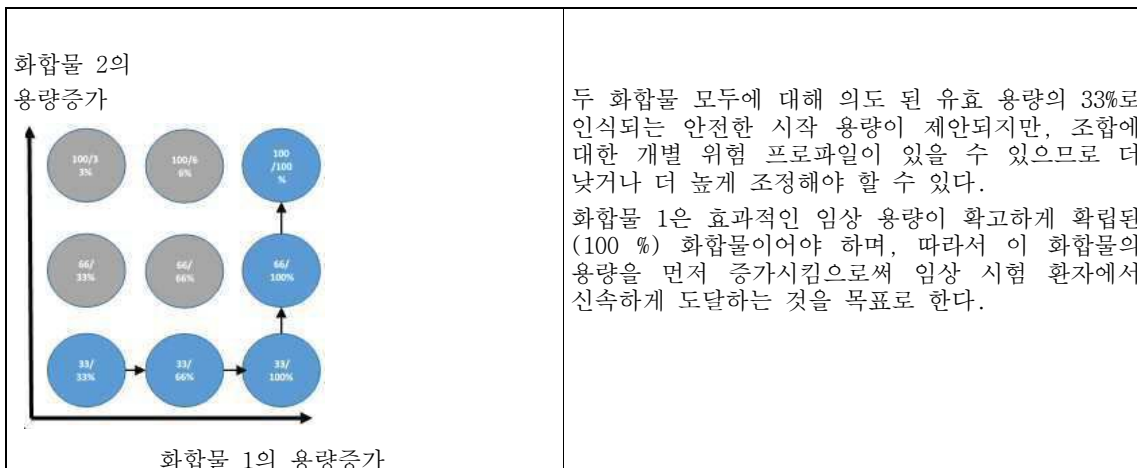 화합물 2의
용량증가
100/3
3%
100/6
6%
100
/100
%
66/
33%
66/
66%
66/
100%
33/
33%
33/
66%
33/
100%
화합물 1의 용량증가
두 화합물 모두에 대해 의도 된 유효 용량의 33%로
인식되는 안전한 시작 용량이 제안되지만, 조합에
대한 개별 위험 프로파일이 있을 수 있으므로 더
낮거나 더 높게 조정해야 할 수 있다.
화합물 1은 효과적인 임상 용량이 확고하게 확립된
(100 %) 화합물이어야 하며, 따라서 이 화합물의
용량을 먼저 증가시킴으로써 임상 시험 환자에서
신속하게 도달하는 것을 목표로 한다.